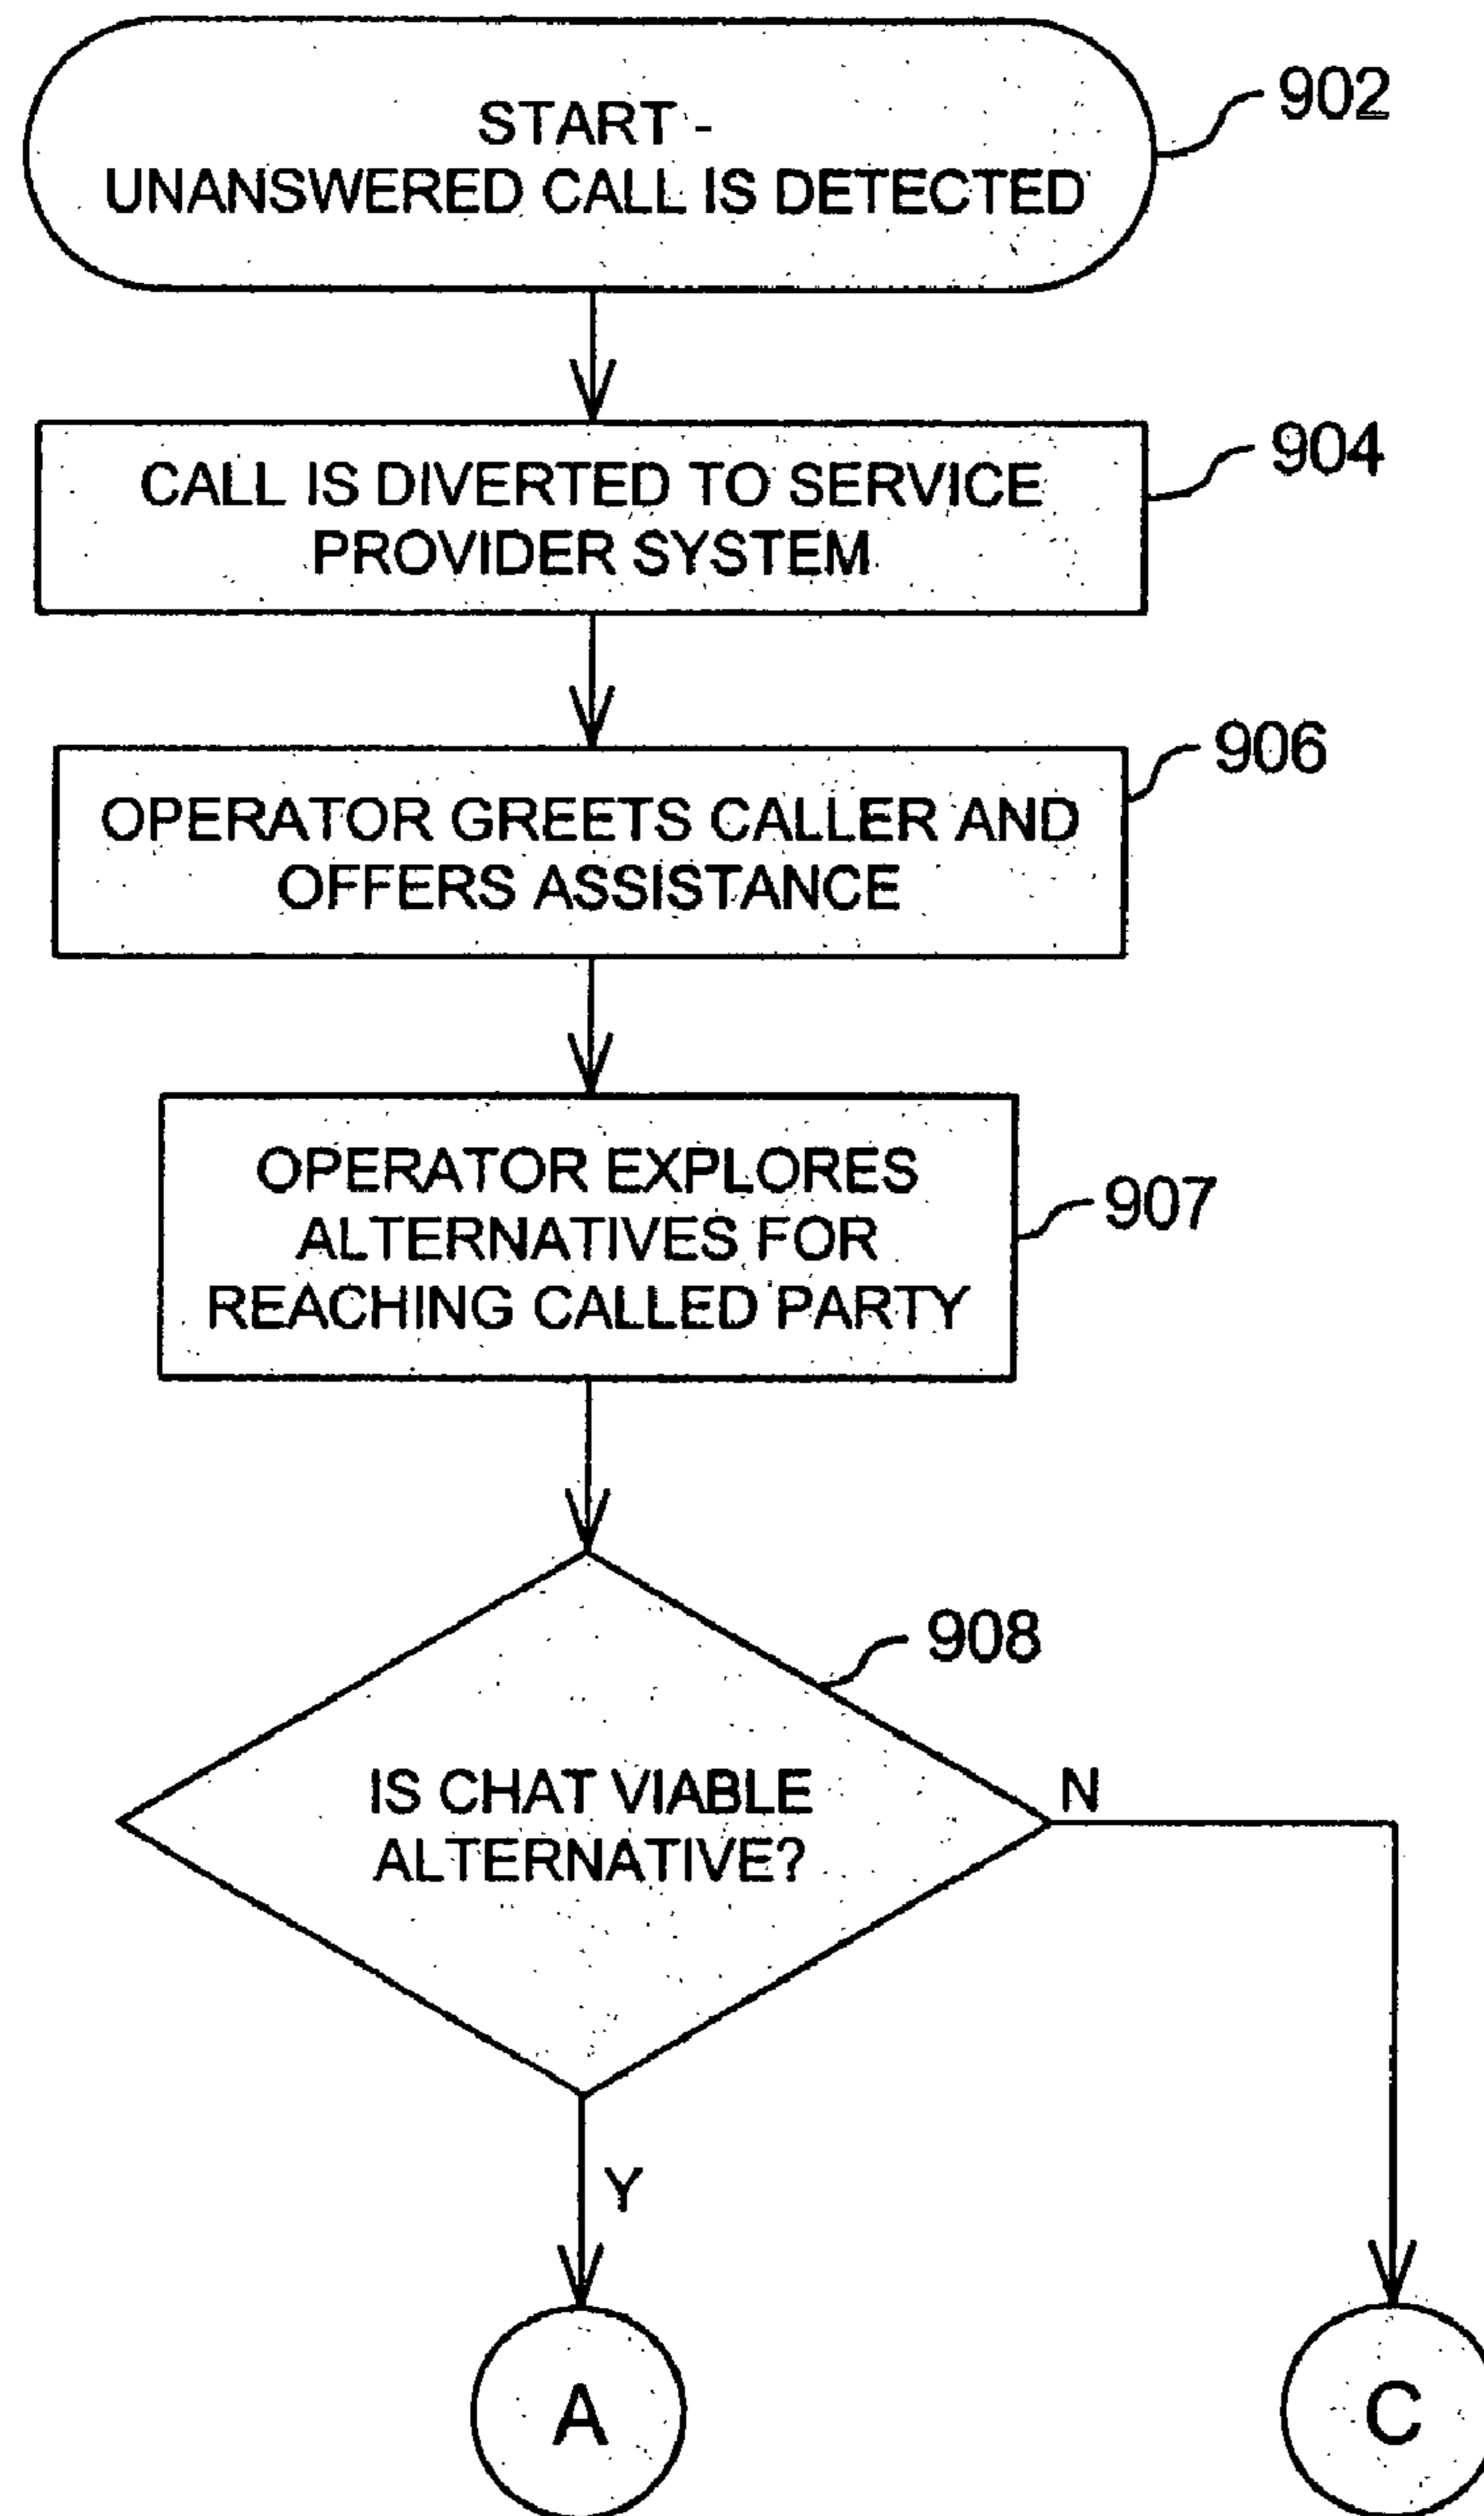 START -
UNANSWERED CALL IS DETECTED
902
CALL IS DIVERTED TO SERVICE
PROVIDER SYSTEM
904
OPERATOR GREETS CALLER AND
OFFERS ASSISTANCE
906
OPERATOR EXPLORES
ALTERNATIVES FOR
REACHING CALLED PARTY
907
908
IS CHAT VIABLE
ALTERNATIVE?
N
Y
A
C